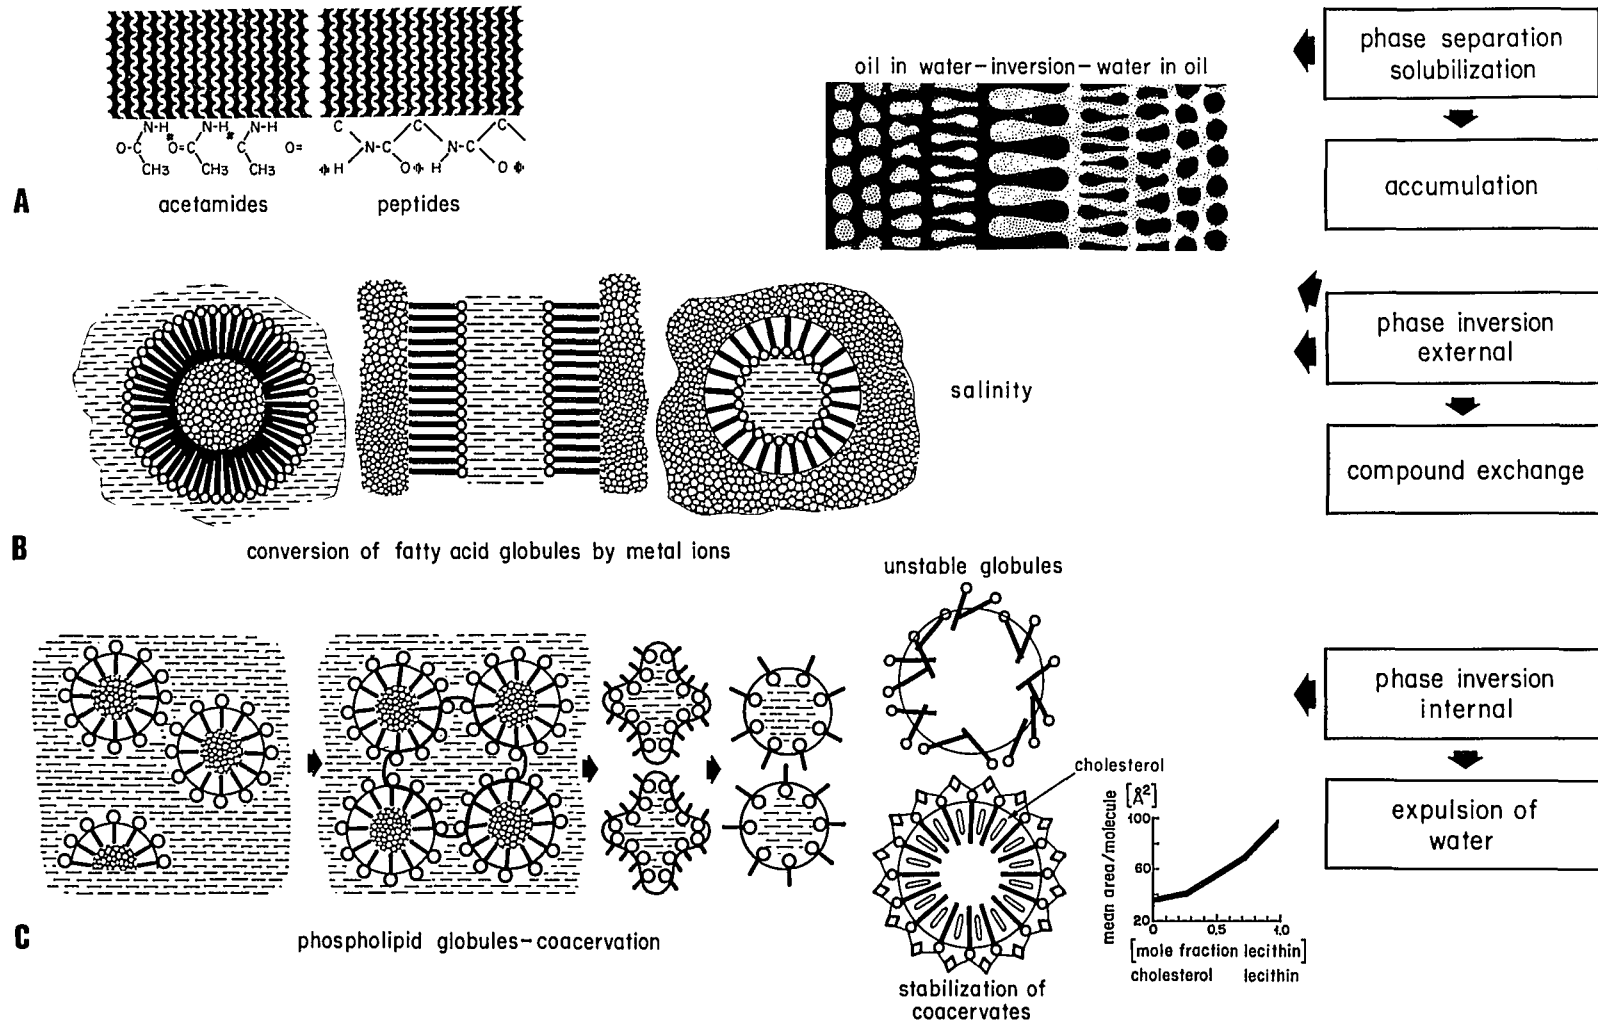 oil in water-inversion-water in oil
phase separation
solubilization
accumulation
N-H N-H N-H
* *
O-C O=C C O=
CH3 CH3 CH3
C C C
N-C N-C
H O H O
acetamides peptides
A
phase inversion
external
salinity
compound exchange
B
conversion of fatty acid globules by metal ions
unstable globules
phase inversion
internal
cholesterol
mean area/molecule [Å²]
100
60
20
0 0.5 1.0
[mole fraction lecithin]
cholesterol lecithin
expulsion of
water
C
phospholipid globules-coacervation
stabilization of
coacervates